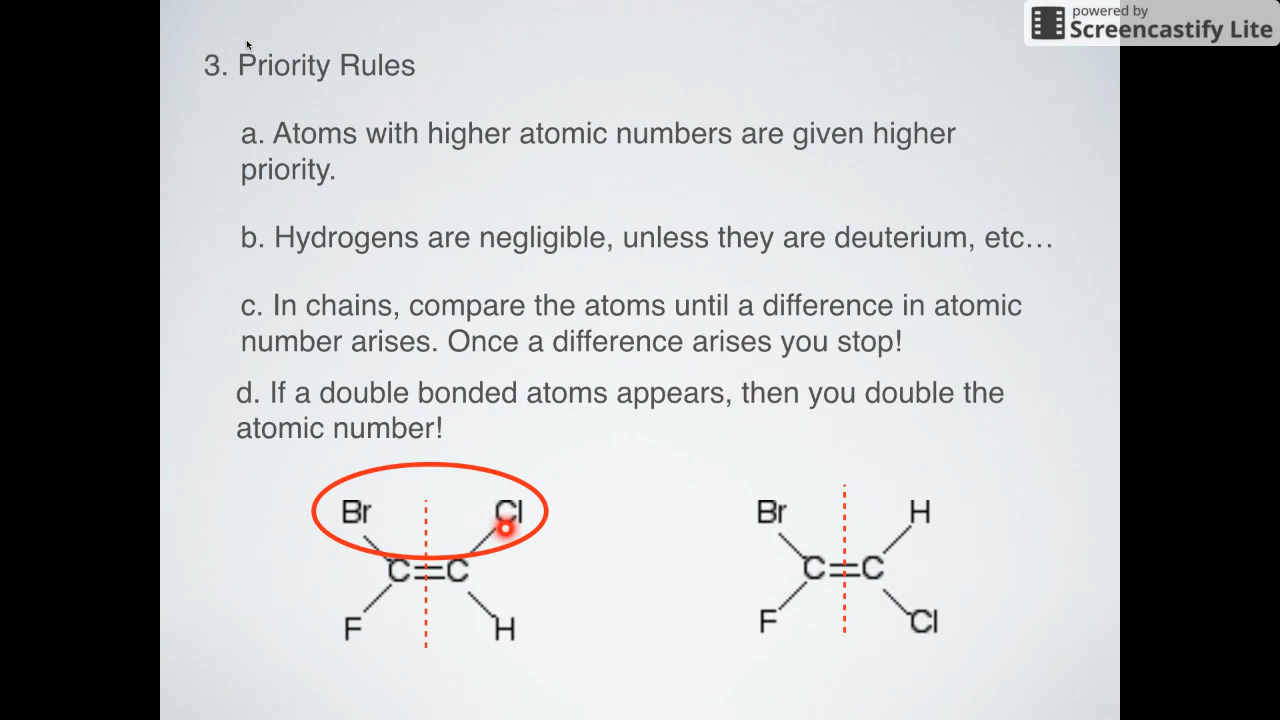 powered by
Screencastify Lite
3. Priority Rules
a. Atoms with higher atomic numbers are given higher
priority.
b. Hydrogens are negligible, unless they are deuterium, etc…
c. In chains, compare the atoms until a difference in atomic
number arises. Once a difference arises you stop!
d. If a double bonded atoms appears, then you double the
atomic number!
Br Cl
C=C
F H
Br H
C=C
F Cl